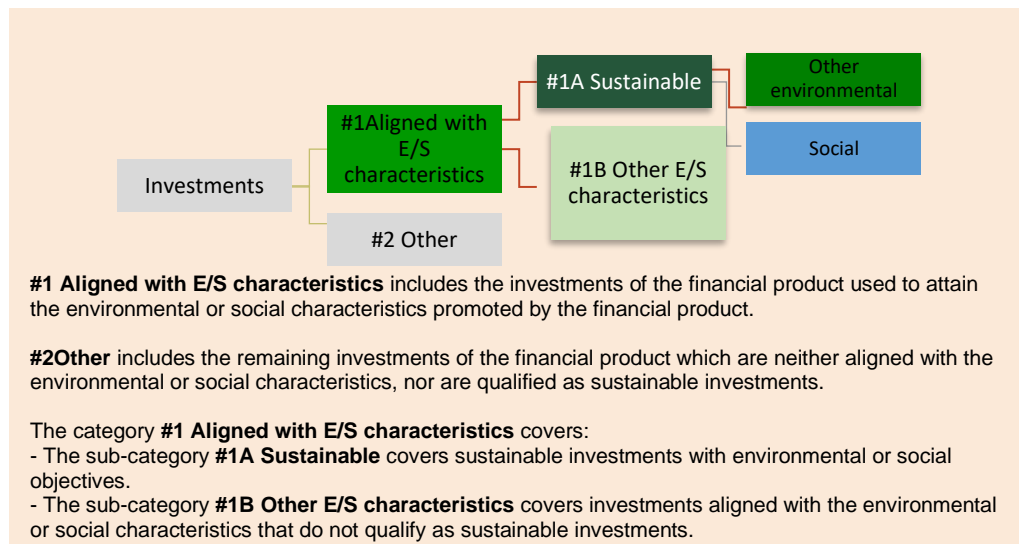 #1A Sustainable
Other
environmental
#1Aligned with
E/S
characteristics
Social
#1B Other E/S
characteristics
Investments
#2 Other
#1 Aligned with E/S characteristics includes the investments of the financial product used to attain
the environmental or social characteristics promoted by the financial product.
#2Other includes the remaining investments of the financial product which are neither aligned with the
environmental or social characteristics, nor are qualified as sustainable investments.
The category #1 Aligned with E/S characteristics covers:
- The sub-category #1A Sustainable covers sustainable investments with environmental or social
objectives.
- The sub-category #1B Other E/S characteristics covers investments aligned with the environmental
or social characteristics that do not qualify as sustainable investments.